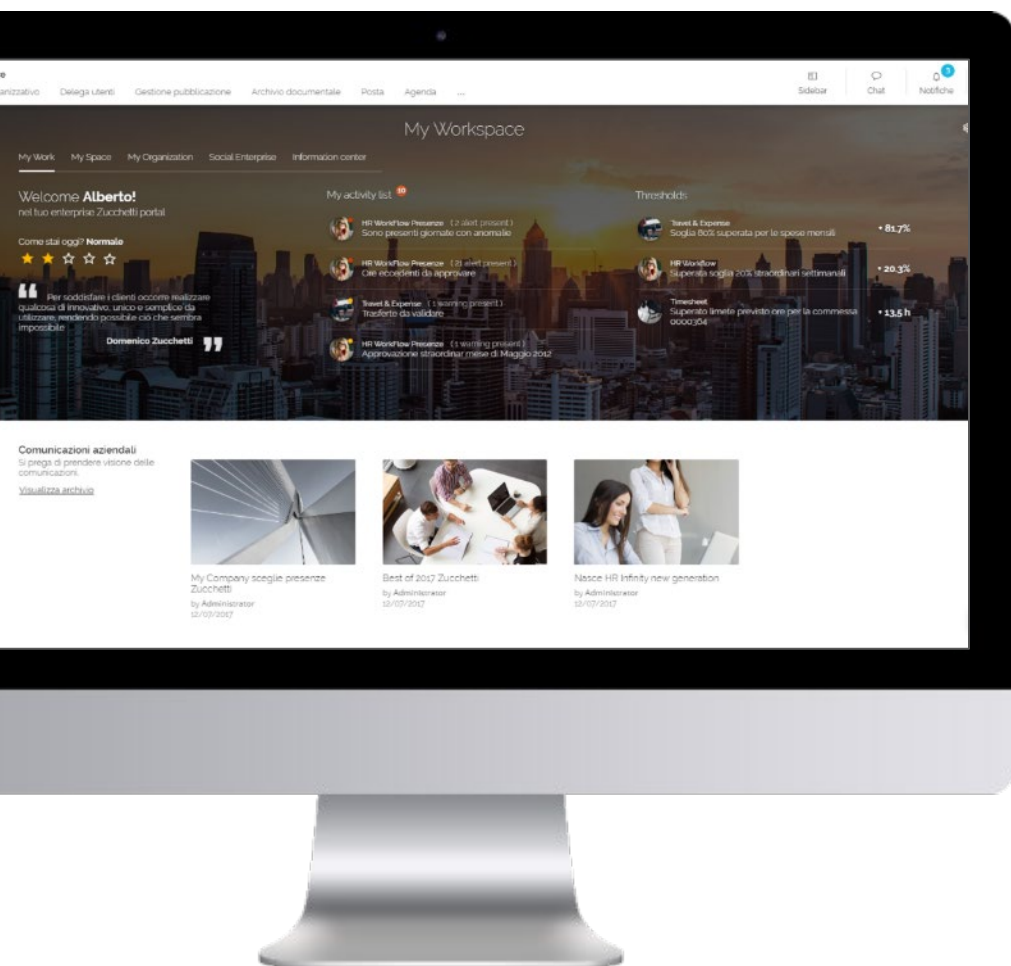 Delega utenti Gestione pubblicazione Archivio documentale Posta Agenda ...
Sidebar Chat Notifiche
3
My Workspace
My Work My Space My Organization Social Enterprise Information center
Welcome Alberto!
nel tuo enterprise Zucchetti portal
Come stai oggi? Normale
“ Per soddisfare i clienti occorre realizzare
qualcosa di innovativo, unico e semplice da
utilizzare, rendendo possibile ciò che sembra
impossibile
Domenico Zucchetti ”
My activity list 10
HR WorkFlow Presenze ( 2 alert present )
Sono presenti giornate con anomalie
HR WorkFlow Presenze ( 21 alert present )
Ore eccedenti da approvare
Travel & Expense ( 1 warning present )
Trasferte da validare
HR WorkFlow Presenze ( 1 warning present )
Approvazione straordinar mese di Maggio 2012
Thresholds
Travel & Expense
Soglia 80% superata per le spese mensili
+ 81.7%
HR Workflow
Superata soglia 20% straordinari settimanali
+ 20.3%
Timesheet
Superato limete previsto ore per la commessa
0000364
+ 13,5 h
Comunicazioni aziendali
Si prega di prendere visione delle
comunicazioni.
Visualizza archivio
My Company sceglie presenze
Zucchetti
by Administrator
12/07/2017
Best of 2017 Zucchetti
by Administrator
12/07/2017
Nasce HR Infinity new generation
by Administrator
12/07/2017